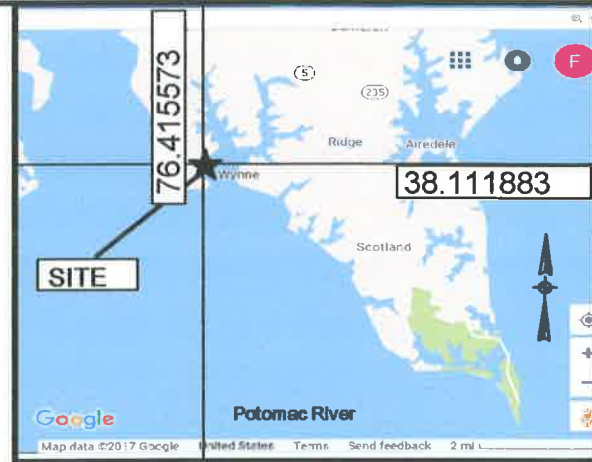 5
235
F
Ridge
Airedele
76.415573
Wynne
38.111883
Scotland
SITE
Google
Potomac River
Map data ©2017 Google United States Terms Send feedback 2 mi